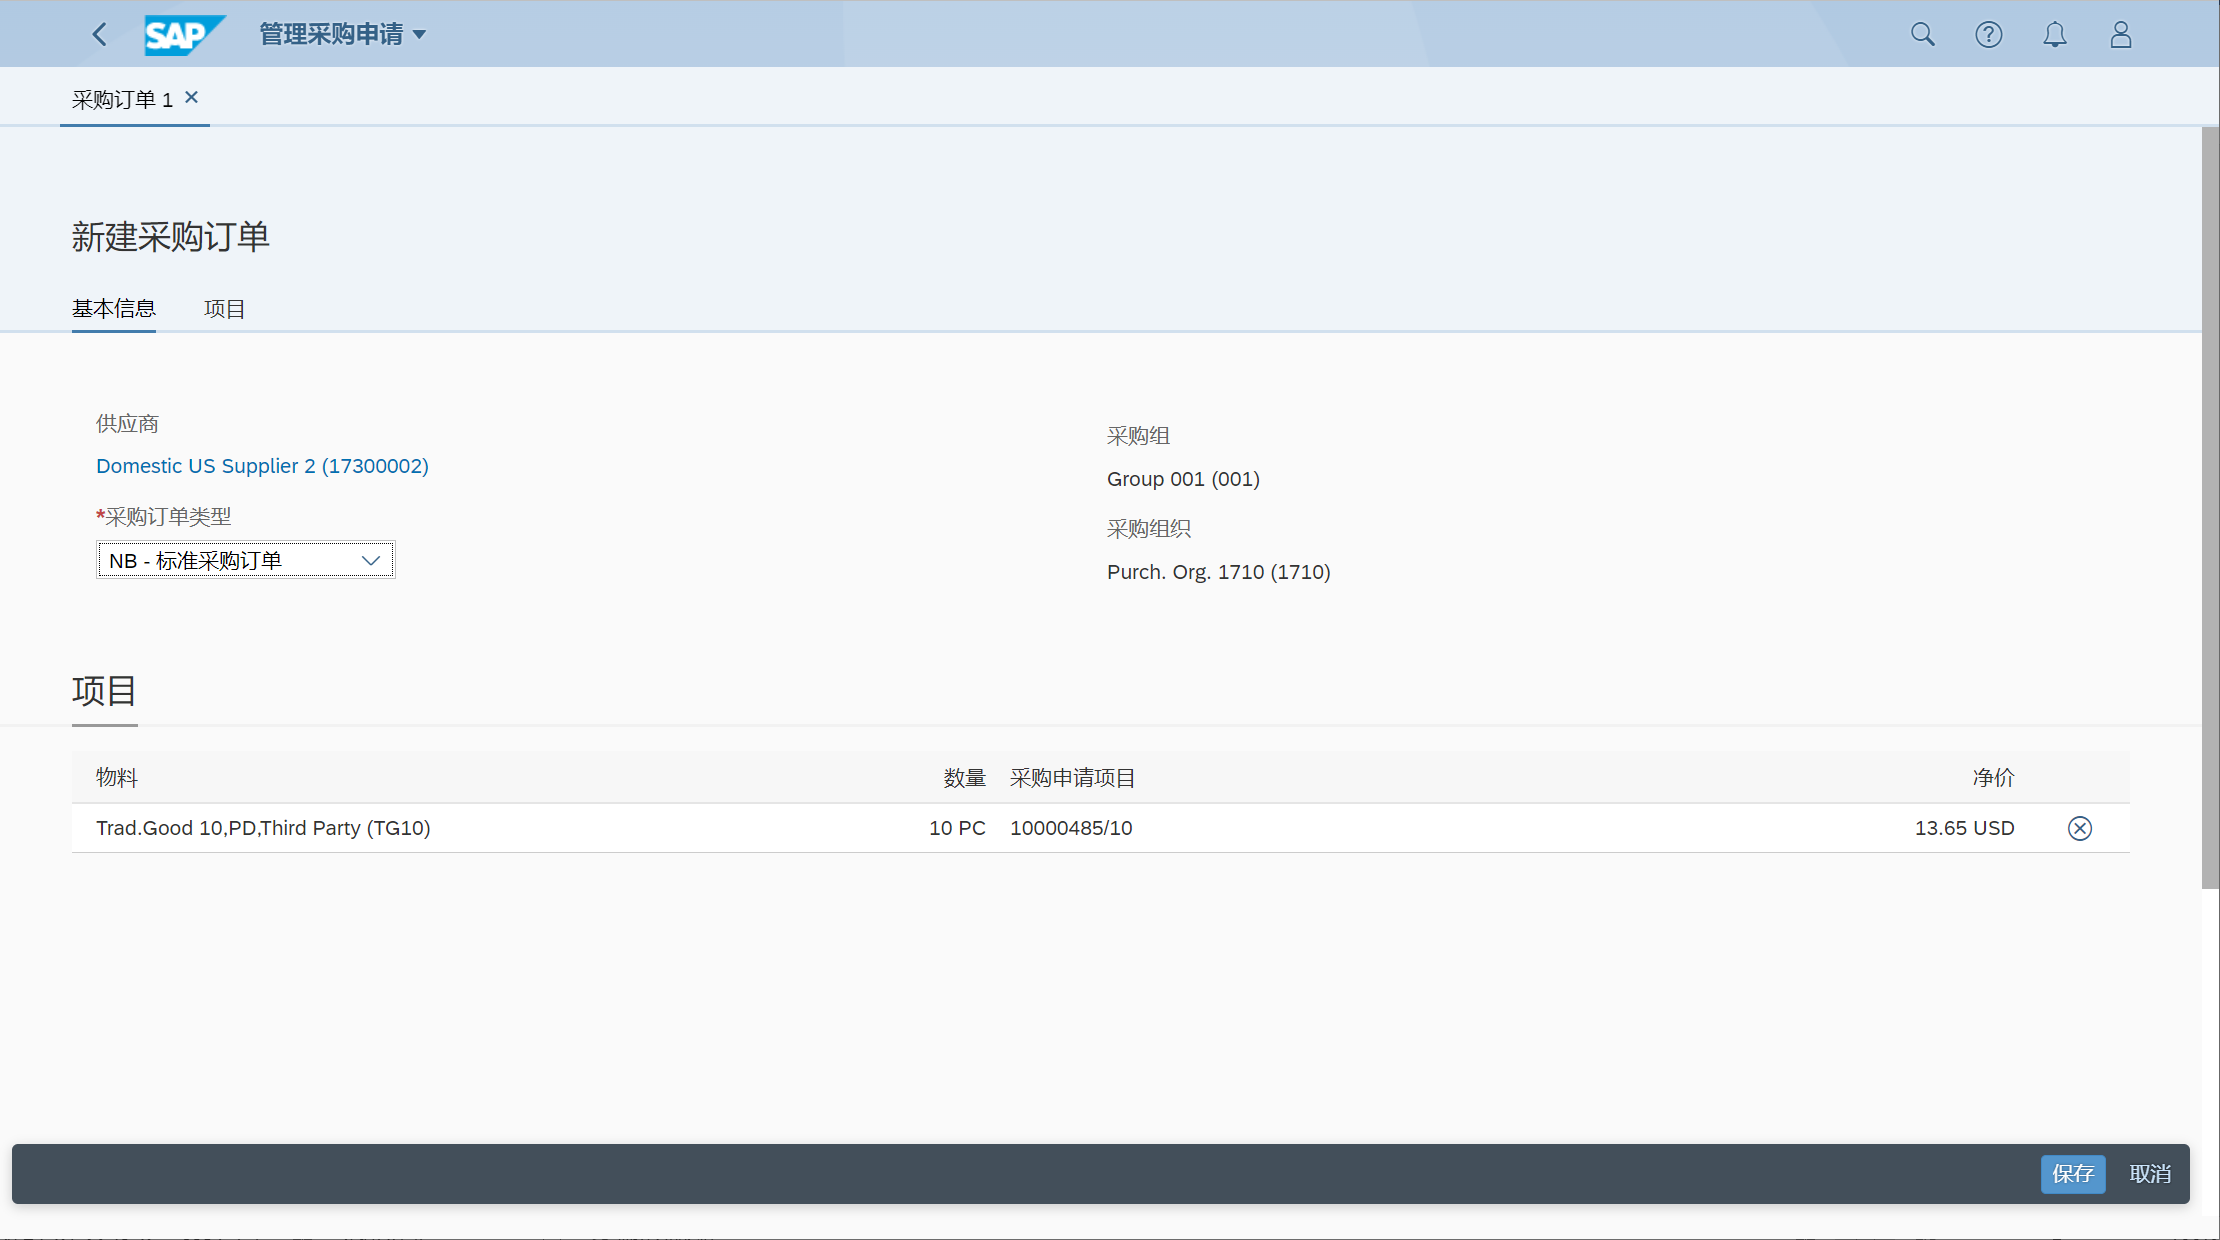 SAP 管理采购申请
采购订单 1
新建采购订单
基本信息 项目
供应商
Domestic US Supplier 2 (17300002)
*采购订单类型
NB - 标准采购订单
采购组
Group 001 (001)
采购组织
Purch. Org. 1710 (1710)
项目
物料 数量 采购申请项目 净价
Trad.Good 10,PD,Third Party (TG10) 10 PC 10000485/10 13.65 USD
保存 取消